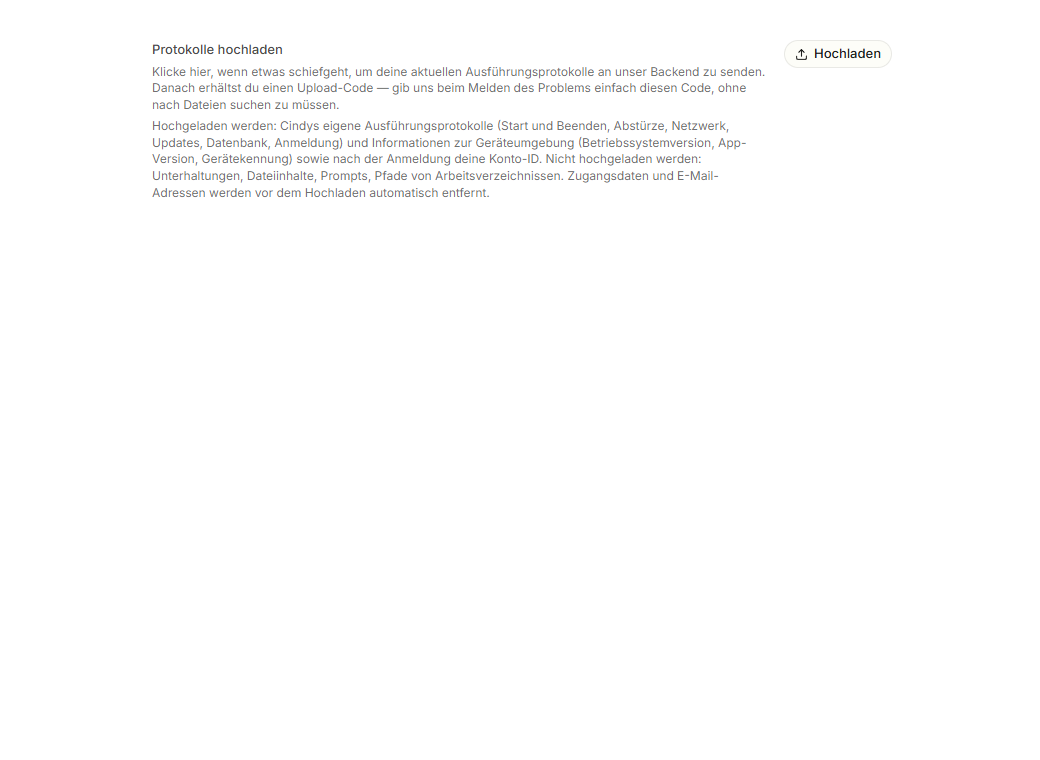 Protokolle hochladen
Hochladen
Klicke hier, wenn etwas schiefgeht, um deine aktuellen Ausführungsprotokolle an unser Backend zu senden.
Danach erhältst du einen Upload-Code — gib uns beim Melden des Problems einfach diesen Code, ohne
nach Dateien suchen zu müssen.
Hochgeladen werden: Cindys eigene Ausführungsprotokolle (Start und Beenden, Abstürze, Netzwerk,
Updates, Datenbank, Anmeldung) und Informationen zur Geräteumgebung (Betriebssystemversion, App-
Version, Gerätekennung) sowie nach der Anmeldung deine Konto-ID. Nicht hochgeladen werden:
Unterhaltungen, Dateiinhalte, Prompts, Pfade von Arbeitsverzeichnissen. Zugangsdaten und E-Mail-
Adressen werden vor dem Hochladen automatisch entfernt.